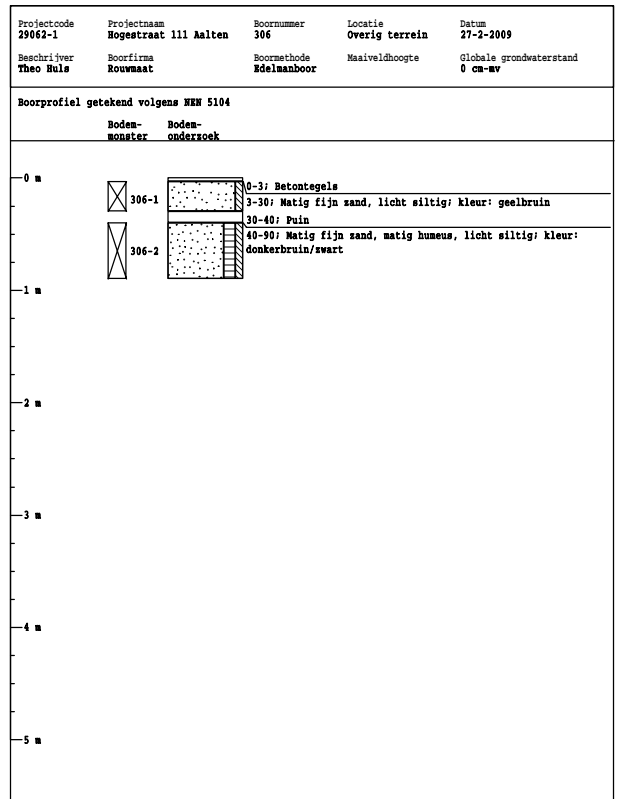 Projectcode Projectnaam Boornummer Locatie Datum
29062-1 Hogestraat 111 Aalten 306 Overig terrein 27-2-2009
Beschrijver Boorfirma Boormethode Maaiveldhoogte Globale grondwaterstand
Theo Huls Rouwmaat Edelmanboor 0 cm-mv
Boorprofiel getekend volgens NEN 5104
Bodem- Bodem-
monster onderzoek
0 m
0-3; Betontegels
306-1 3-30; Matig fijn zand, licht siltig; kleur: geelbruin
30-40; Puin
40-90; Matig fijn zand, matig humeus, licht siltig; kleur:
306-2 donkerbruin/zwart
1 m
2 m
3 m
4 m
5 m